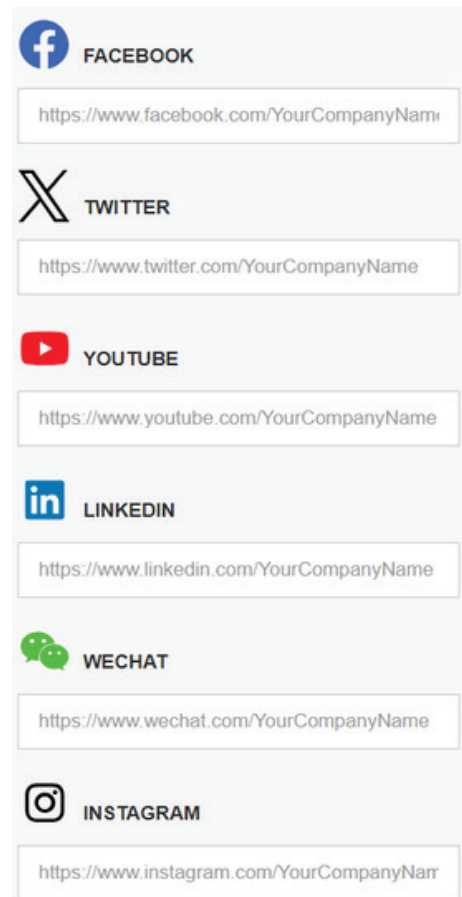 FACEBOOK
https://www.facebook.com/YourCompanyNam
TWITTER
https://www.twitter.com/YourCompanyName
YOUTUBE
https://www.youtube.com/YourCompanyName
in LINKEDIN
https://www.linkedin.com/YourCompanyName
WECHAT
https://www.wechat.com/YourCompanyName
INSTAGRAM
https://www.instagram.com/YourCompanyNam